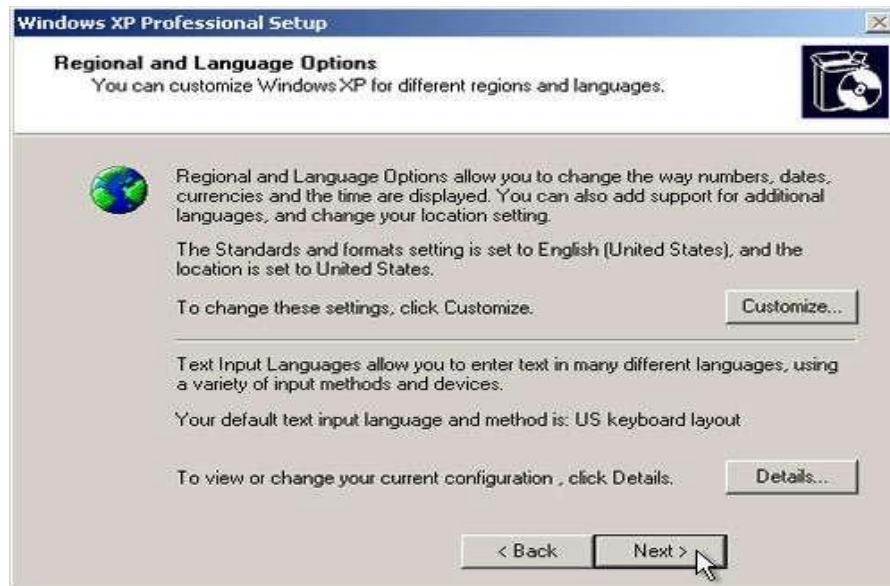 Windows XP Professional Setup
Regional and Language Options
You can customize Windows XP for different regions and languages.
Regional and Language Options allow you to change the way numbers, dates,
currencies and the time are displayed. You can also add support for additional
languages, and change your location setting.
The Standards and formats setting is set to English (United States), and the
location is set to United States.
To change these settings, click Customize.
Customize...
Text Input Languages allow you to enter text in many different languages, using
a variety of input methods and devices.
Your default text input language and method is: US keyboard layout
To view or change your current configuration , click Details.
Details...
< Back
Next >